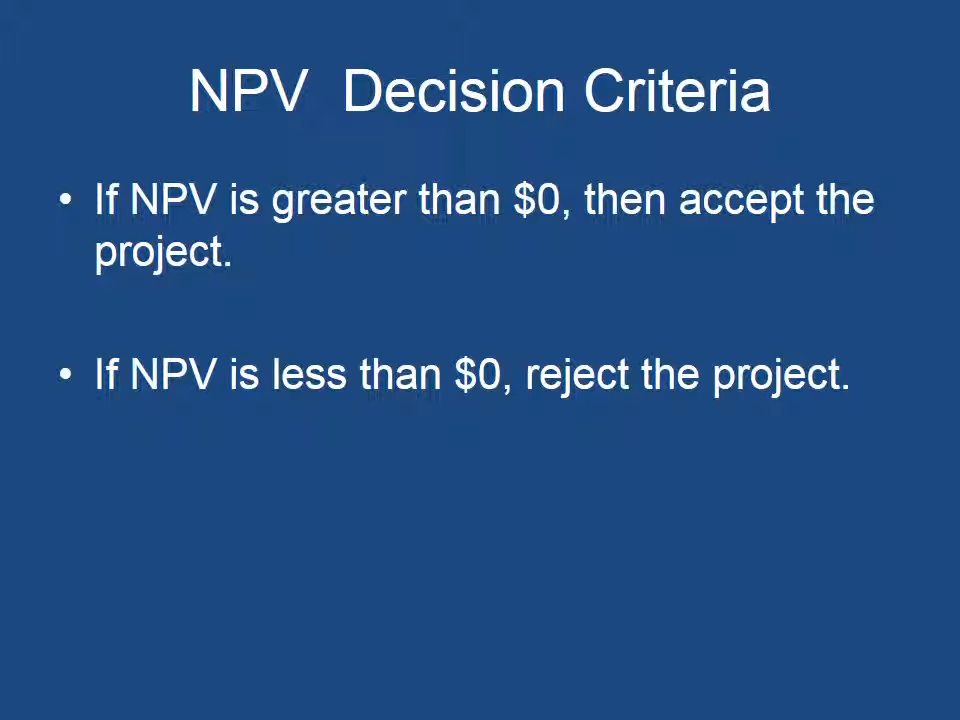 NPV  Decision Criteria
• If NPV is greater than $0, then accept the
project.
• If NPV is less than $0, reject the project.